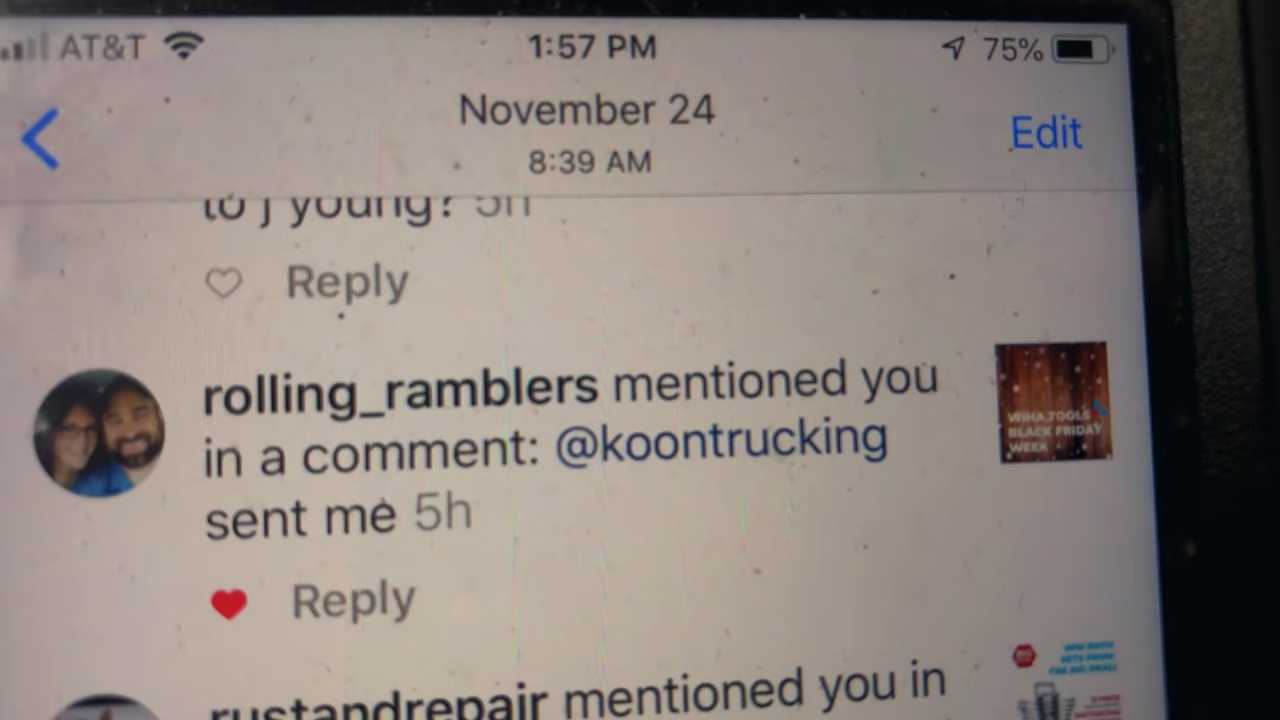 AT&T 1:57 PM 75%
November 24
Edit
8:39 AM
to j young? 5h
Reply
rolling_ramblers mentioned you
in a comment: @koontrucking
sent me 5h
WIHA TOOLS
BLACK FRIDAY
WEEK
Reply
rustandrepair mentioned you in